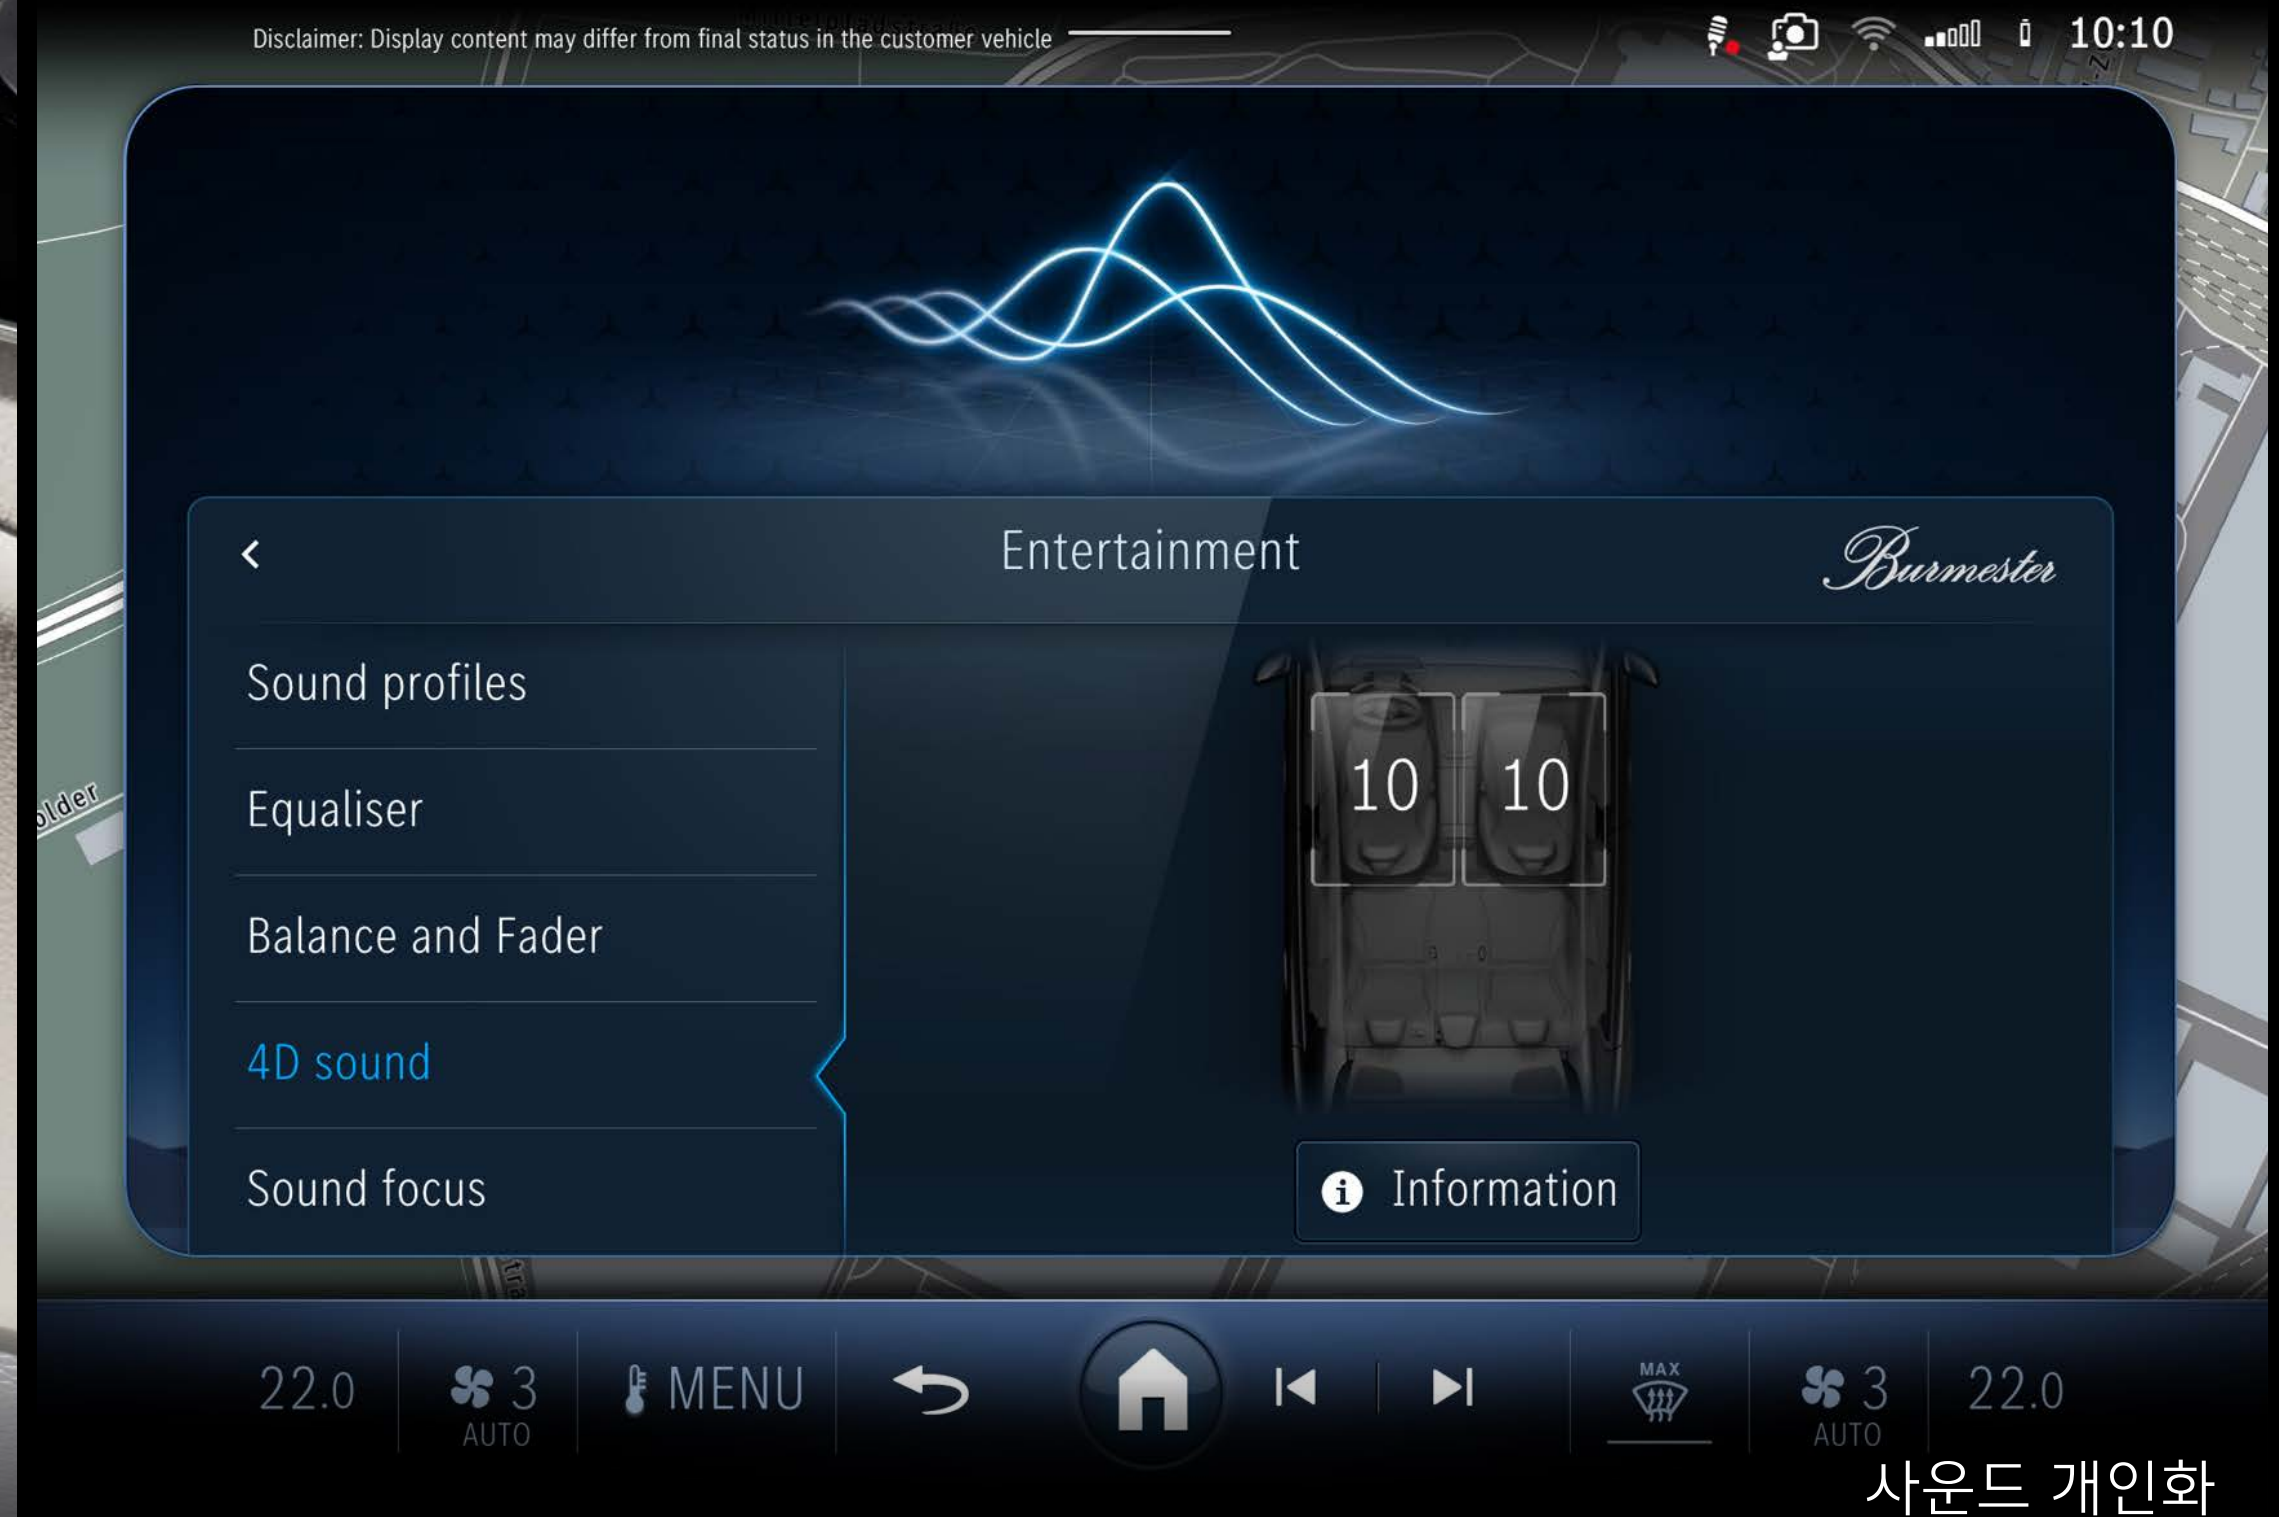 Disclaimer: Display content may differ from final status in the customer vehicle
10:10
Entertainment
Burmester
Sound profiles
Equaliser
Balance and Fader
4D sound
Sound focus
10 10
Information
older
22.0
3
AUTO
MENU
MAX
3
AUTO
22.0
사운드 개인화